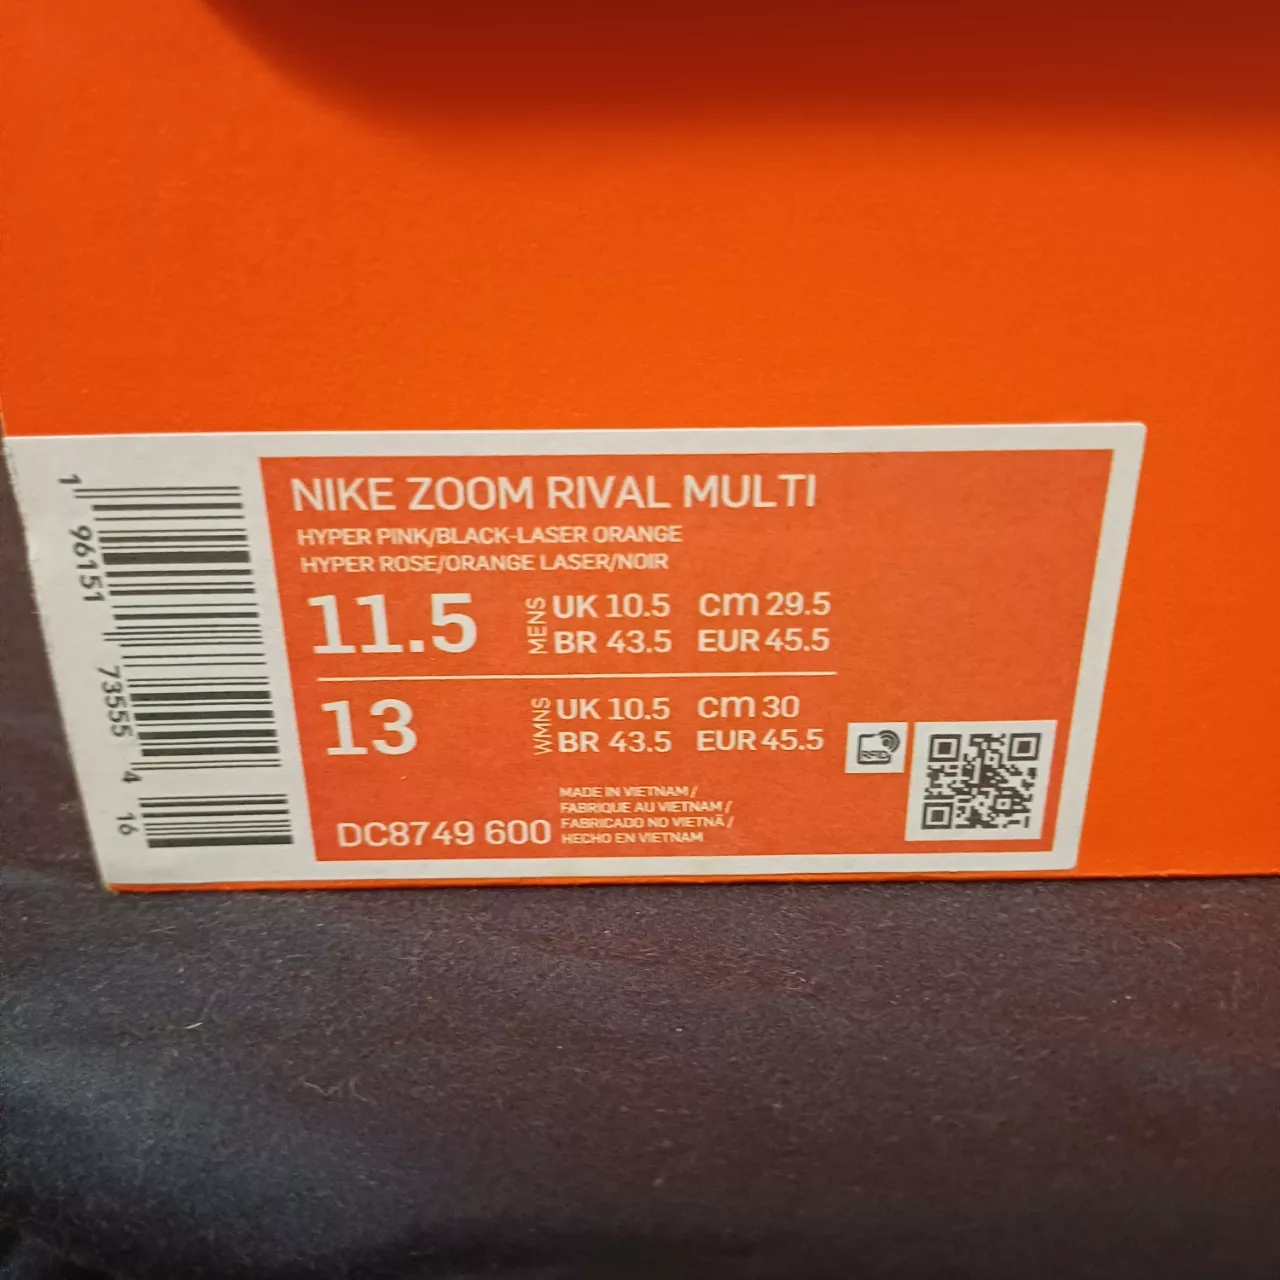 NIKE ZOOM RIVAL MULTI
HYPER PINK/BLACK-LASER ORANGE
HYPER ROSE/ORANGE LASER/NOIR
11.5
MENS
UK 10.5 cm 29.5
BR 43.5 EUR 45.5
13
WMNS
UK 10.5 cm 30
BR 43.5 EUR 45.5
DC8749 600
MADE IN VIETNAM /
FABRIQUE AU VIETNAM /
FABRICADO NO VIETNÃ /
HECHO EN VIETNAM
RFID
1 96151 73555 4 16